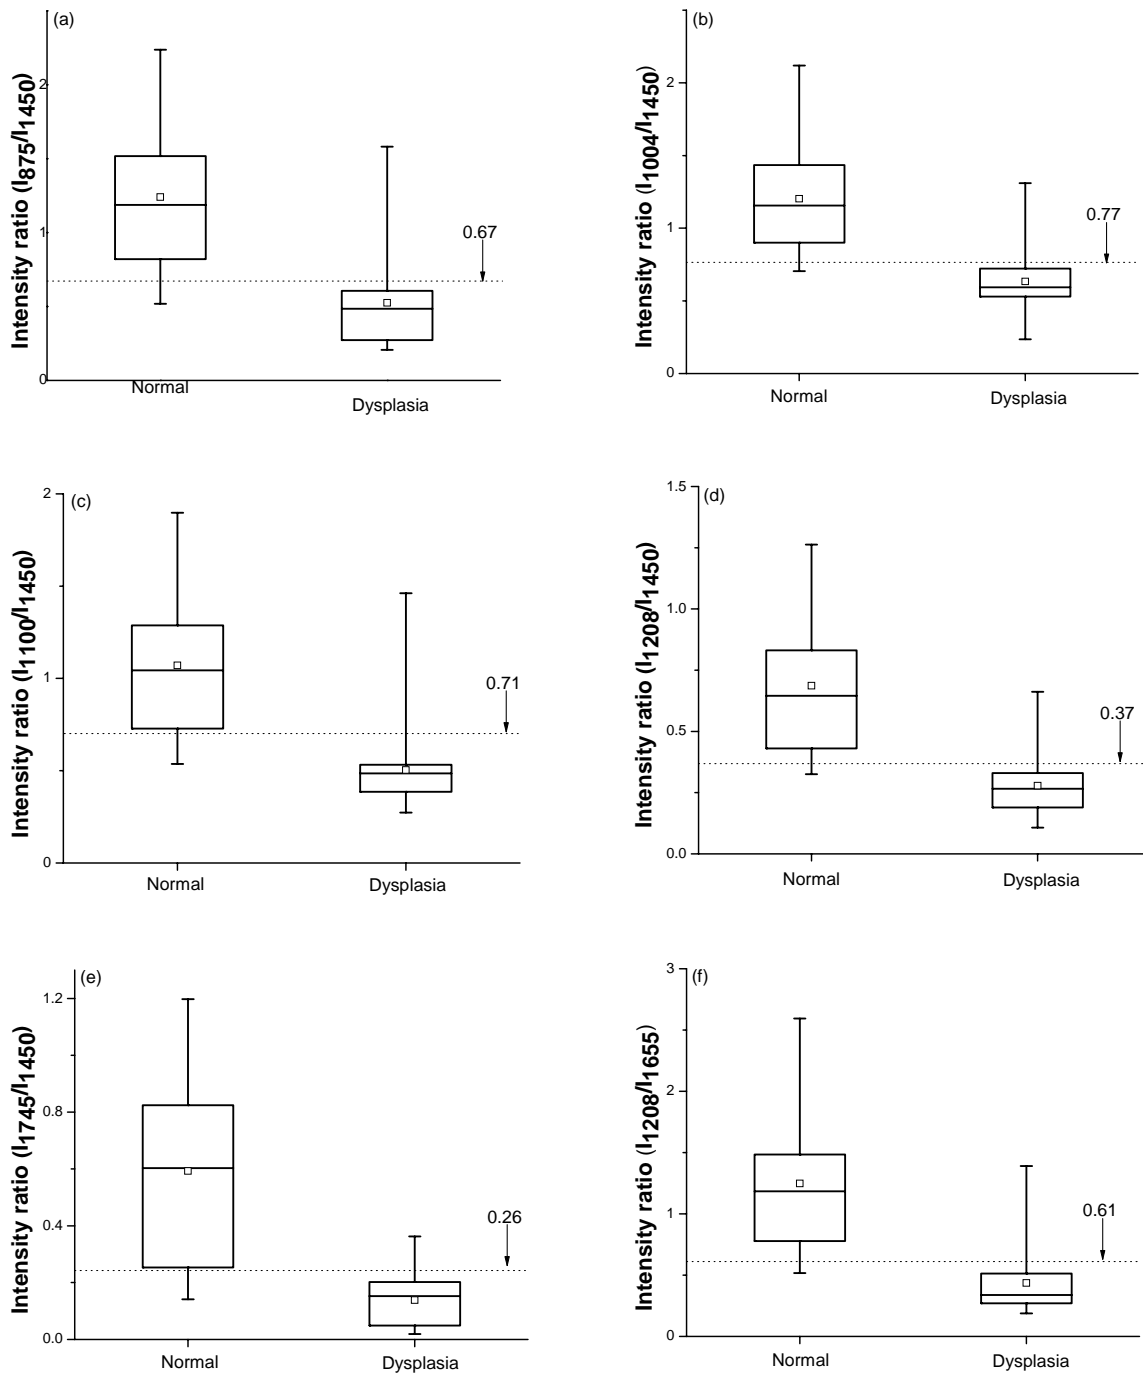 (a)
Intensity ratio (I875/I1450)
2
1
0
0.67
Normal
Dysplasia
(b)
Intensity ratio (I1004/I1450)
2
1
0
0.77
Normal
Dysplasia
(c)
Intensity ratio (I1100/I1450)
2
1
0
0.71
Normal
Dysplasia
(d)
Intensity ratio (I1208/I1450)
1.5
1.0
0.5
0.0
0.37
Normal
Dysplasia
(e)
Intensity ratio (I1745/I1450)
1.2
0.8
0.4
0.0
0.26
Normal
Dysplasia
(f)
Intensity ratio (I1208/I1655)
3
2
1
0
0.61
Normal
Dysplasia